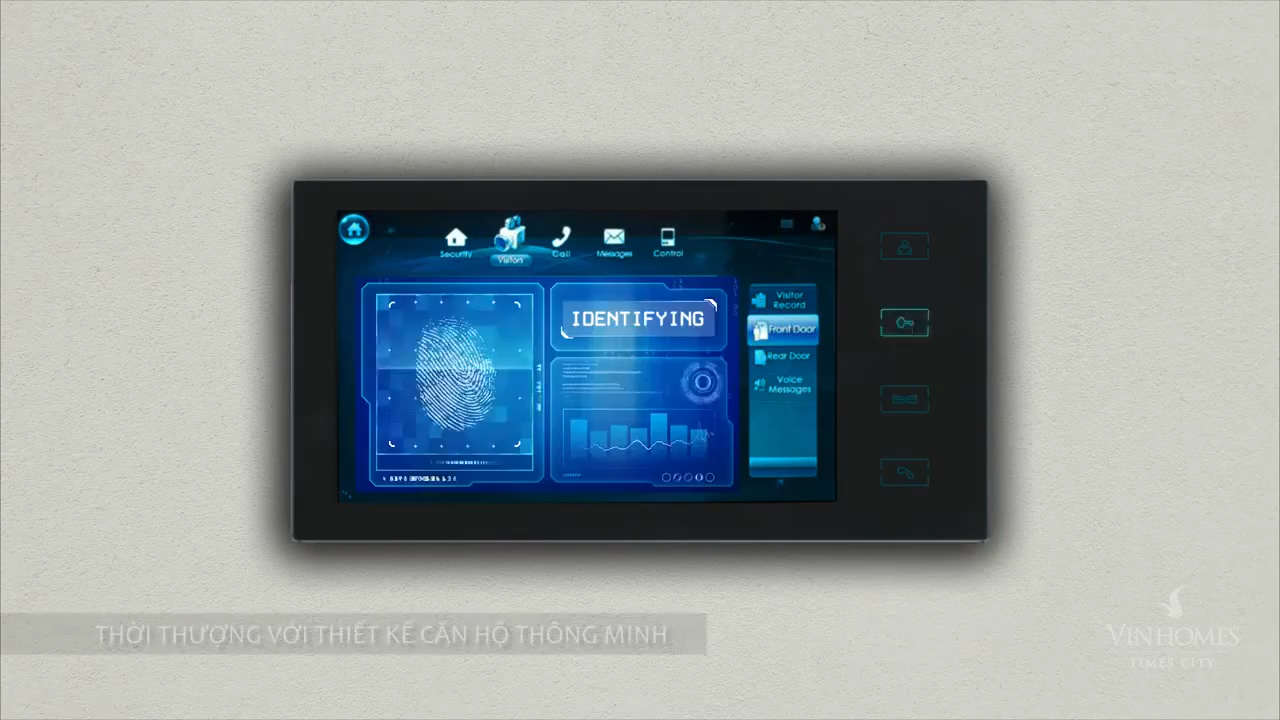 Security
Visitors
Call
Messages
Control
IDENTIFYING
Visitor
Record
Front Door
Rear Door
Voice
Messages
THỜI THƯỢNG VỚI THIẾT KẾ CĂN HỘ THÔNG MINH
VINHOMES
TIMES CITY